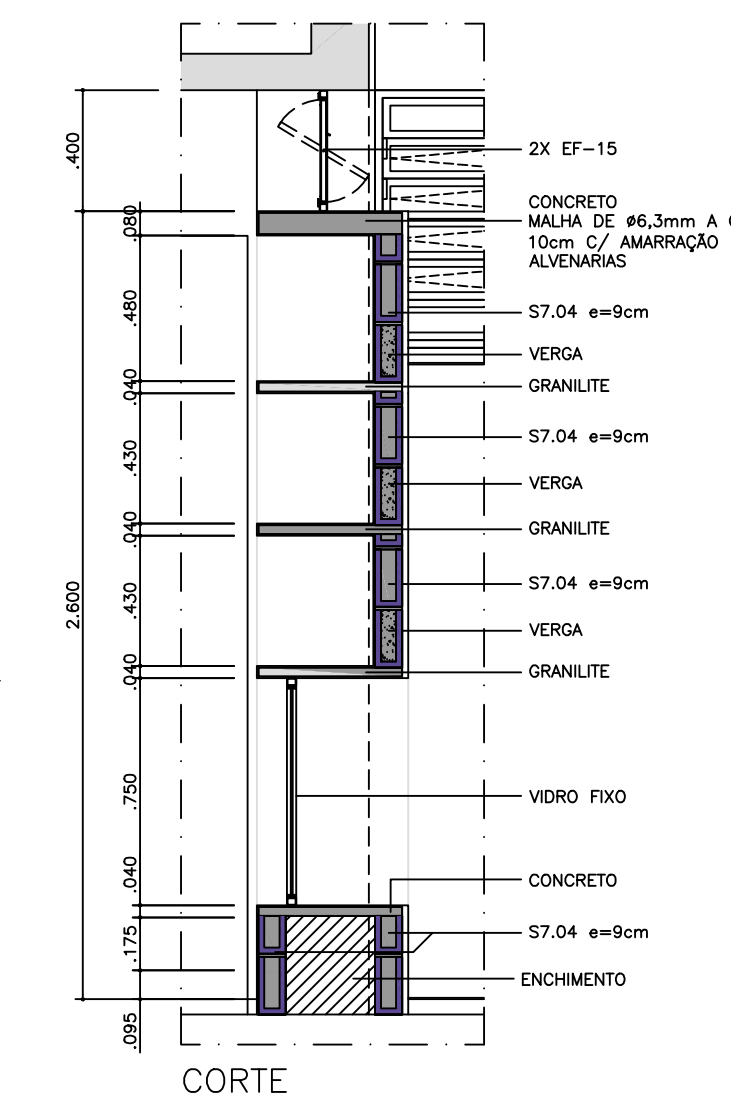 .400
2X EF-15
CONCRETO
MALHA DE ø6,3mm A
10cm C/ AMARRAÇÃO
ALVENARIAS
.080
.480
S7.04 e=9cm
VERGA
.040
GRANILITE
.430
S7.04 e=9cm
VERGA
.040
GRANILITE
2.600
.430
S7.04 e=9cm
VERGA
.040
GRANILITE
.750
VIDRO FIXO
.040
CONCRETO
.175
S7.04 e=9cm
ENCHIMENTO
.095
CORTE